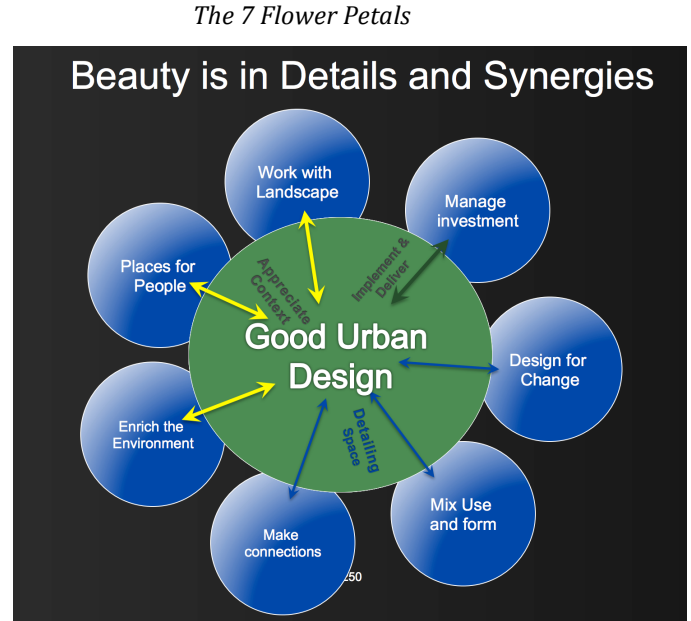 The 7 Flower Petals
Beauty is in Details and Synergies
Work with
Landscape
Manage
investment
Places for
People
Appreciate
Context
Implement &
Deliver
Good Urban
Design
Design for
Change
Enrich the
Environment
Detailing
Space
Mix Use
and form
Make
connections